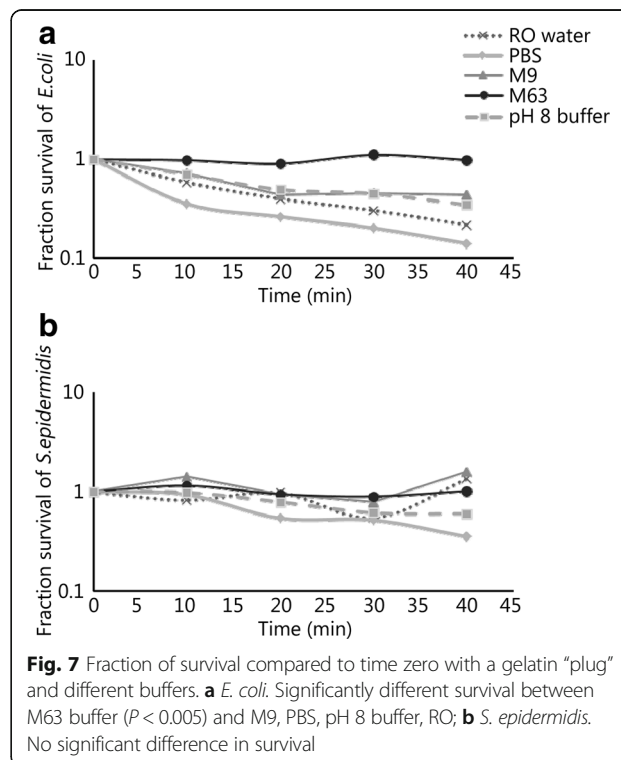 a
RO water
PBS
M9
M63
pH 8 buffer
Fraction survival of E.coli
10
1
0.1
0 5 10 15 20 25 30 35 40 45
Time (min)
b
Fraction survival of S.epidermidis
10
1
0.1
0 5 10 15 20 25 30 35 40 45
Time (min)
Fig. 7 Fraction of survival compared to time zero with a gelatin “plug”
and different buffers. a E. coli. Significantly different survival between
M63 buffer (P < 0.005) and M9, PBS, pH 8 buffer, RO; b S. epidermidis.
No significant difference in survival